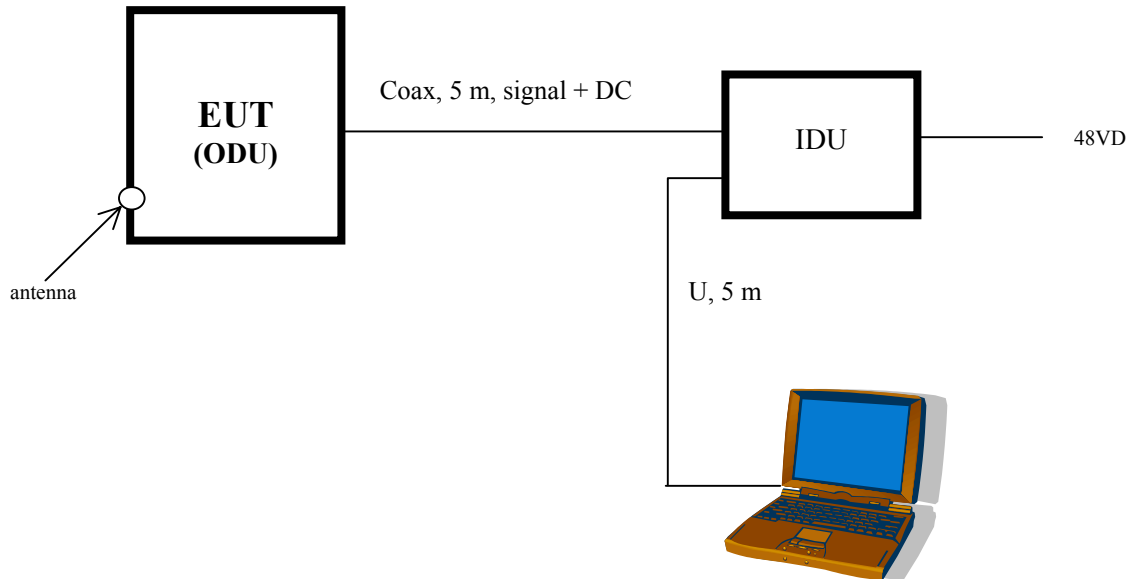 EUT
(ODU)
Coax, 5 m, signal + DC
IDU
48VD
antenna
U, 5 m